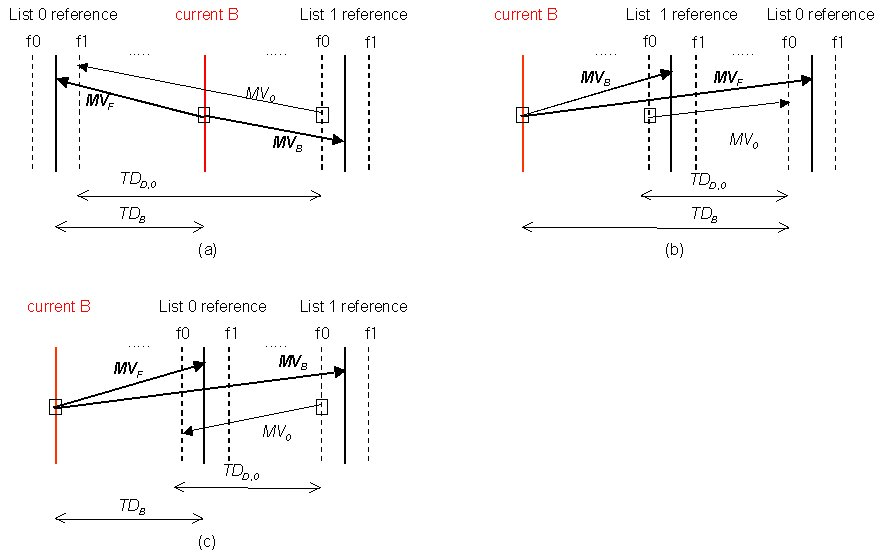 List 0 reference current B List 1 reference
f0 f1 ..... ..... f0 f1
MV0
MVF
MVB
TDD,0
TDB
(a)
current B List 1 reference List 0 reference
..... f0 f1 ..... f0 f1
MVB MVF
MV0
TDD,0
TDB
(b)
current B List 0 reference List 1 reference
..... f0 f1 ..... f0 f1
MVF MVB
MV0
TDD,0
TDB
(c)